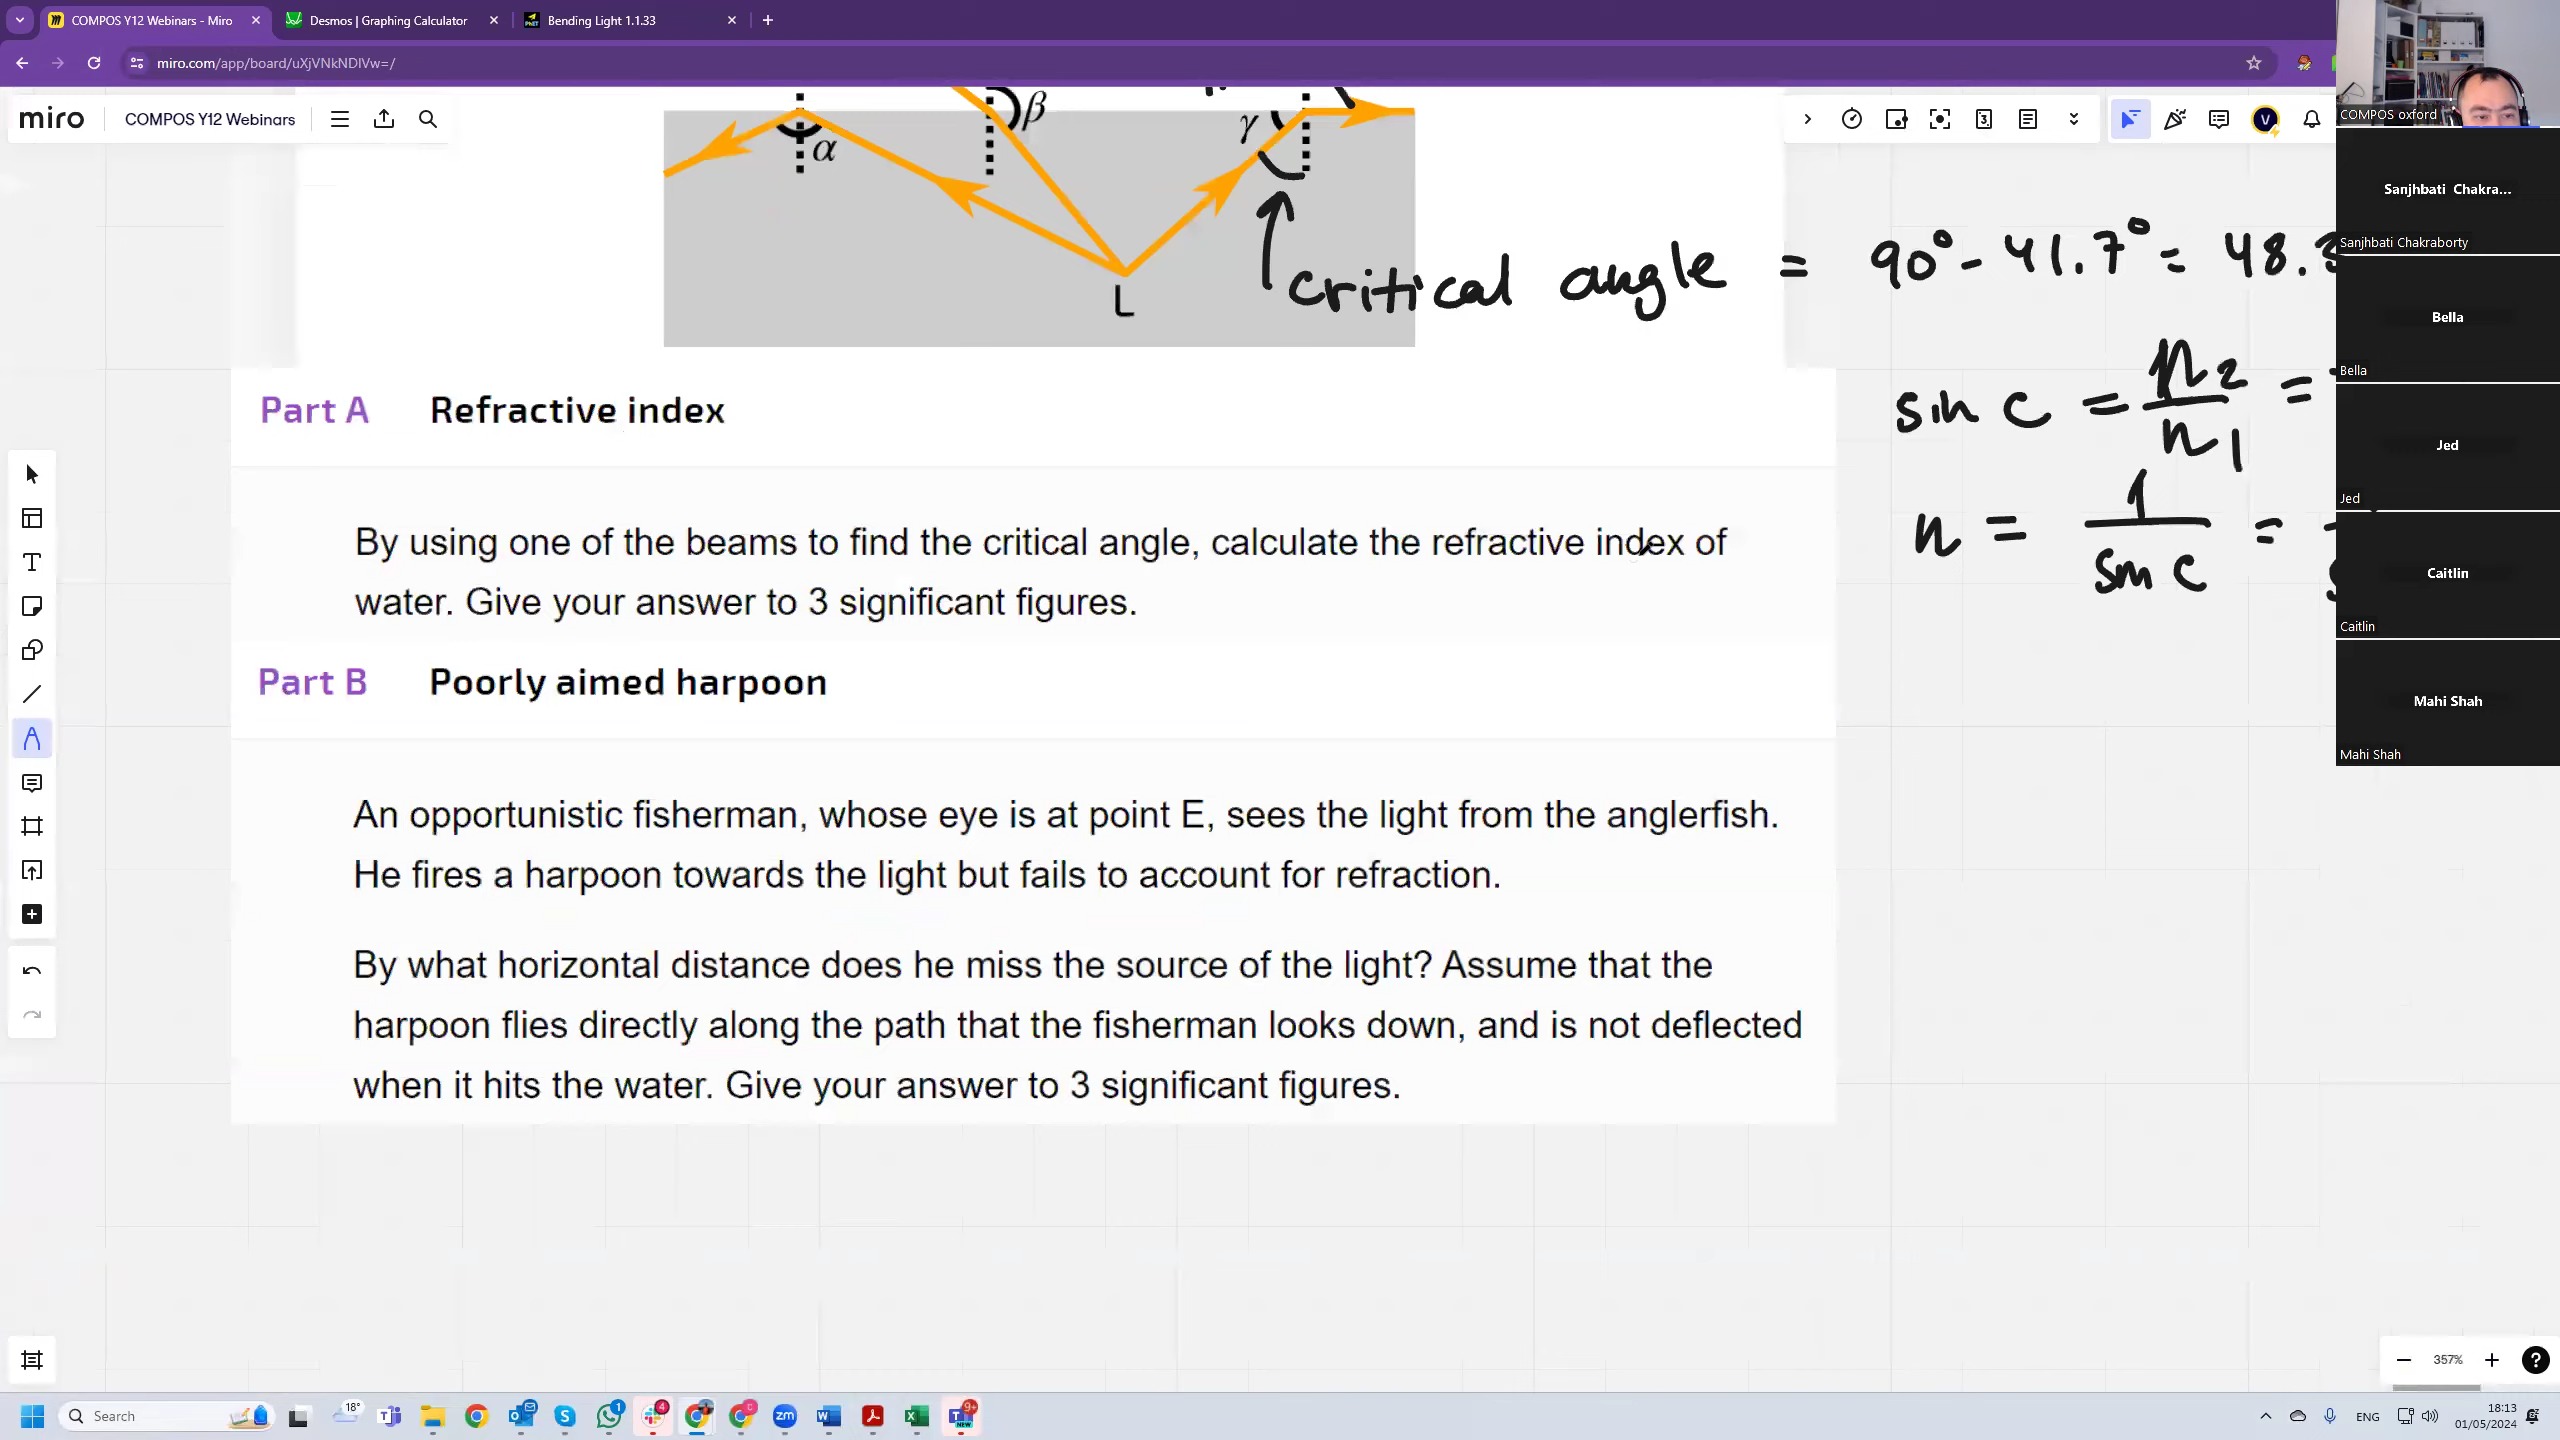 COMPOS Y12 Webinars - Miro
Desmos | Graphing Calculator
Bending Light 1.1.33
miro.com/app/board/uXjVNkNDIVw=/
miro
COMPOS Y12 Webinars
V
COMPOS oxford
Sanjhbati Chakra...
Sanjhbati Chakraborty
Bella
Bella
Jed
Jed
Caitlin
Caitlin
Mahi Shah
Mahi Shah
α
β
γ
L
critical angle = 90° - 41.7° = 48.3
sin c = n2/n1 =
n = 1/sin c =
Part A Refractive index
By using one of the beams to find the critical angle, calculate the refractive index of
water. Give your answer to 3 significant figures.
Part B Poorly aimed harpoon
An opportunistic fisherman, whose eye is at point E, sees the light from the anglerfish.
He fires a harpoon towards the light but fails to account for refraction.
By what horizontal distance does he miss the source of the light? Assume that the
harpoon flies directly along the path that the fisherman looks down, and is not deflected
when it hits the water. Give your answer to 3 significant figures.
357%
Search
18°
ENG
18:13
01/05/2024